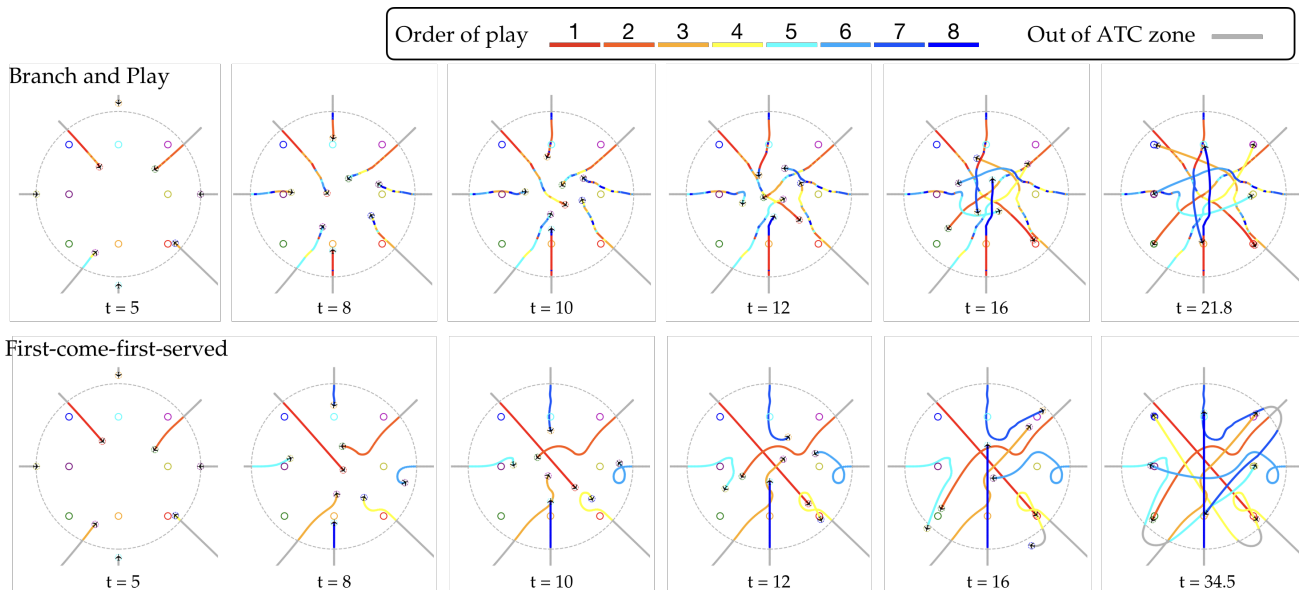 Order of play 1 2 3 4 5 6 7 8 Out of ATC zone
Branch and Play
t = 5 t = 8 t = 10 t = 12 t = 16 t = 21.8
First-come-first-served
t = 5 t = 8 t = 10 t = 12 t = 16 t = 34.5